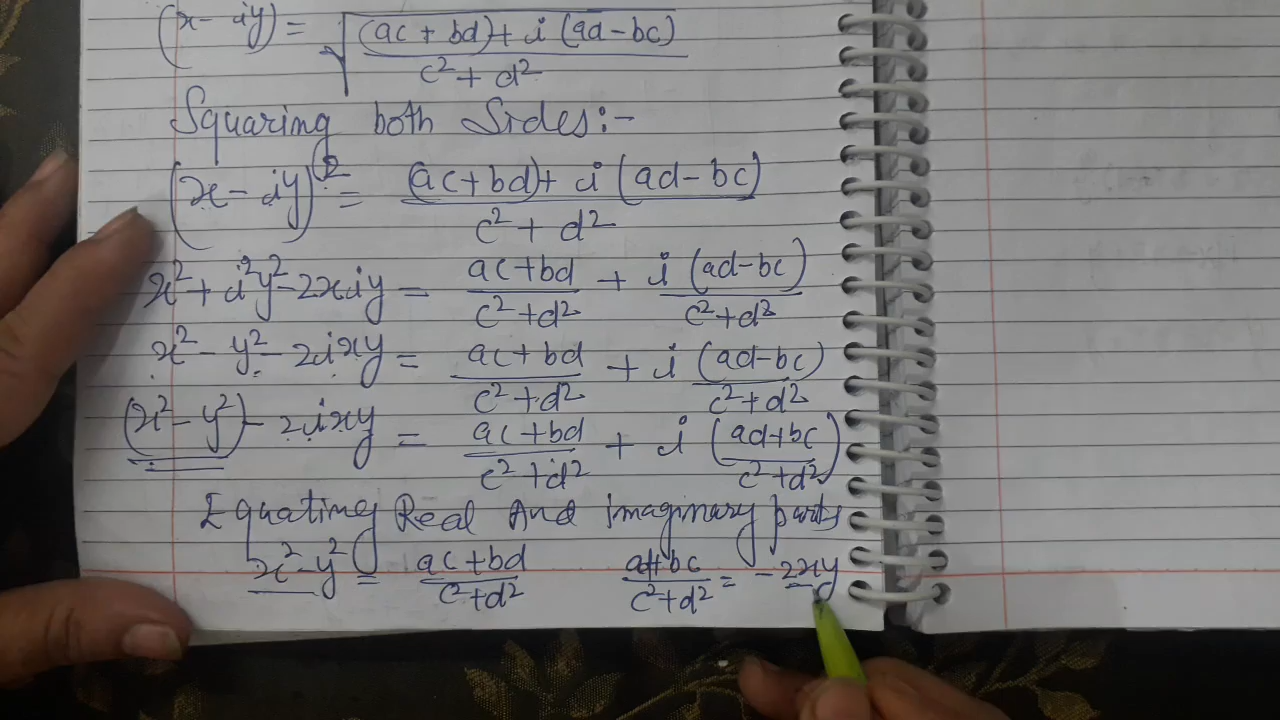 (x - iy) = √((ac + bd) + i (ad - bc) / c² + d²)
Squaring both Sides:-
(x - iy)² = (ac + bd) + i (ad - bc) / c² + d²
x² + i²y² - 2xiy = ac + bd / c² + d² + i (ad - bc) / c² + d²
x² - y² - 2ixy = ac + bd / c² + d² + i (ad - bc) / c² + d²
(x² - y²) - 2ixy = ac + bd / c² + d² + i (ad + bc / c² + d²)
Equating Real And Imaginary parts
x² - y² = ac + bd / c² + d² ad + bc / c² + d² = - 2xy